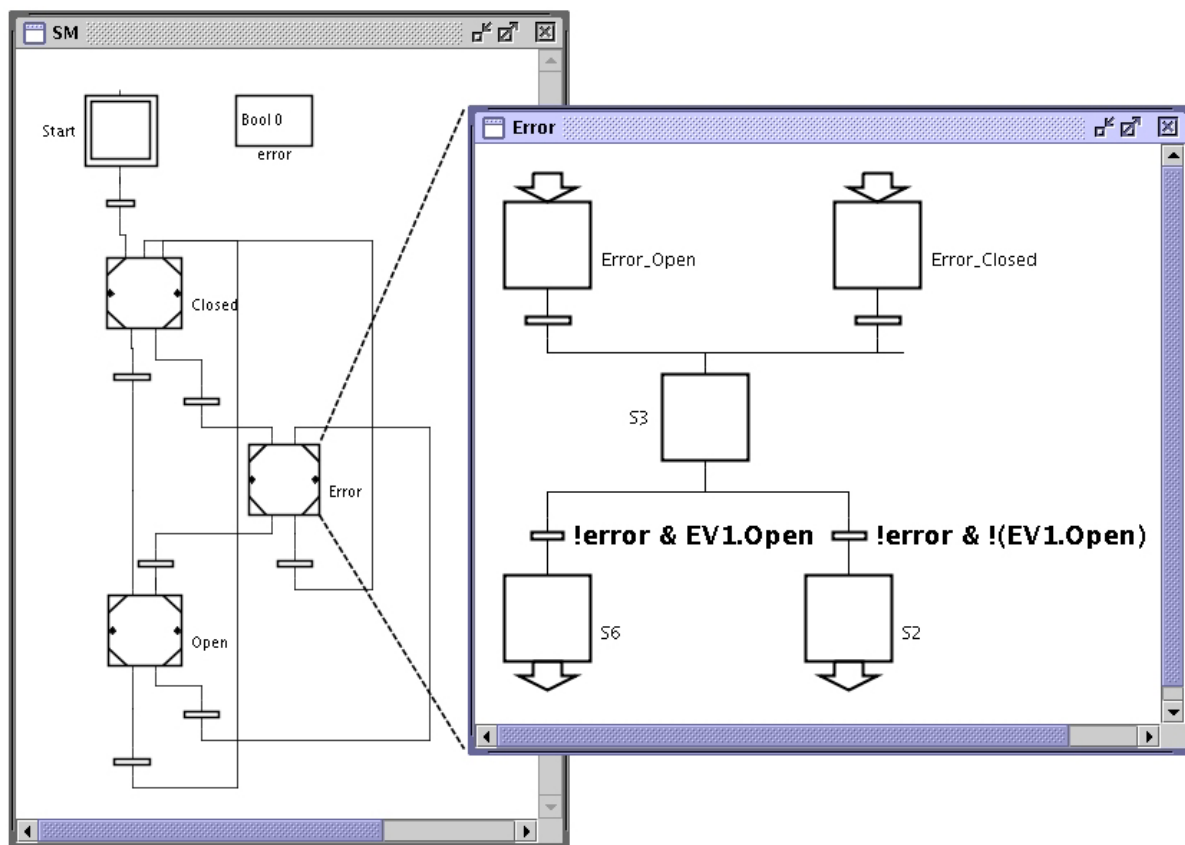 SM
Start
Bool 0
error
Closed
Error
Open
Error
Error_Open
Error_Closed
S3
!error & EV1.Open
!error & !(EV1.Open)
S6
S2